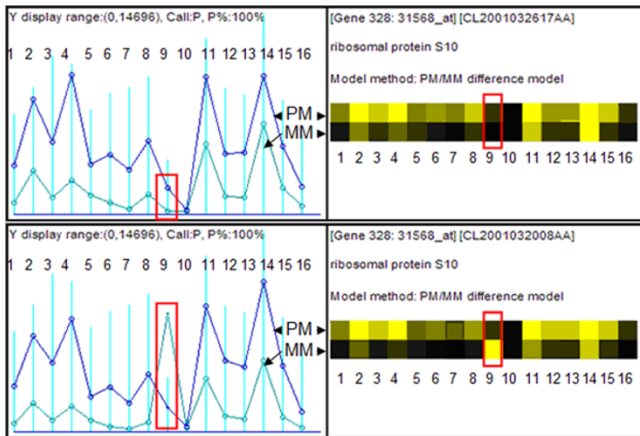 Y display range:(0,14696), Call:P, P%:100%
1 2 3 4 5 6 7 8 9 10 11 12 13 14 15 16
PM
MM
[Gene 328: 31568_at] [CL2001032617AA]
ribosomal protein S10
Model method: PM/MM difference model
1 2 3 4 5 6 7 8 9 10 11 12 13 14 15 16
Y display range:(0,14696), Call:P, P%:100%
1 2 3 4 5 6 7 8 9 10 11 12 13 14 15 16
PM
MM
[Gene 328: 31568_at] [CL2001032008AA]
ribosomal protein S10
Model method: PM/MM difference model
1 2 3 4 5 6 7 8 9 10 11 12 13 14 15 16